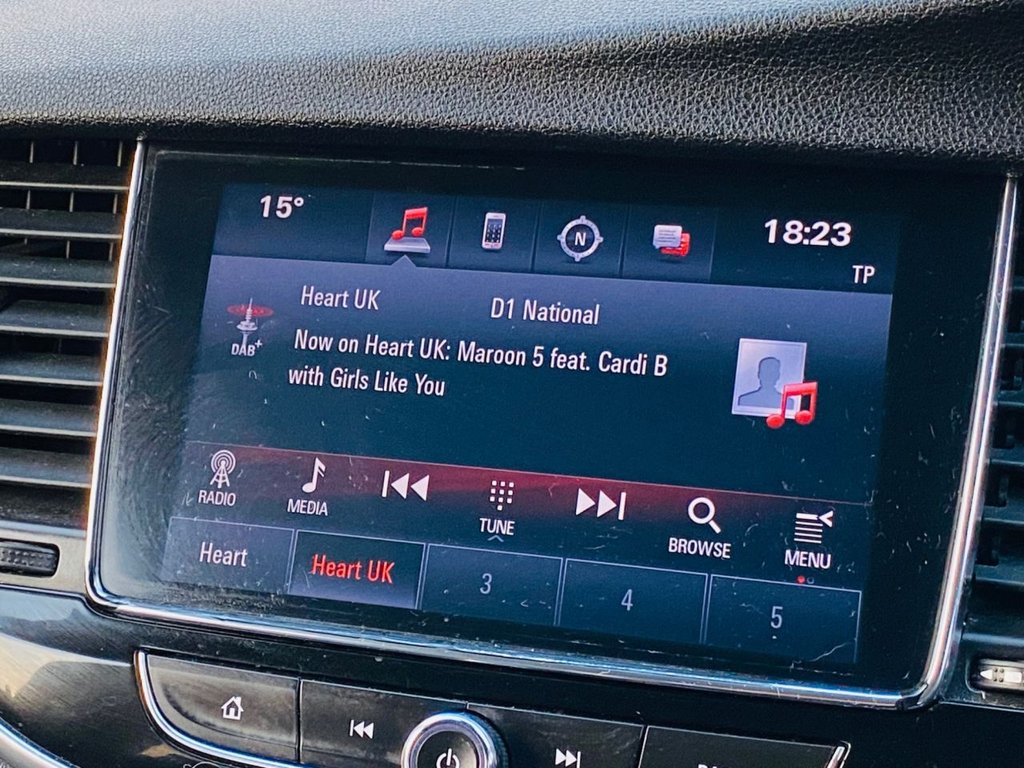 15°
N
18:23
TP
Heart UK
D1 National
DAB+
Now on Heart UK: Maroon 5 feat. Cardi B
with Girls Like You
RADIO
MEDIA
TUNE
BROWSE
MENU
Heart
Heart UK
3
4
5